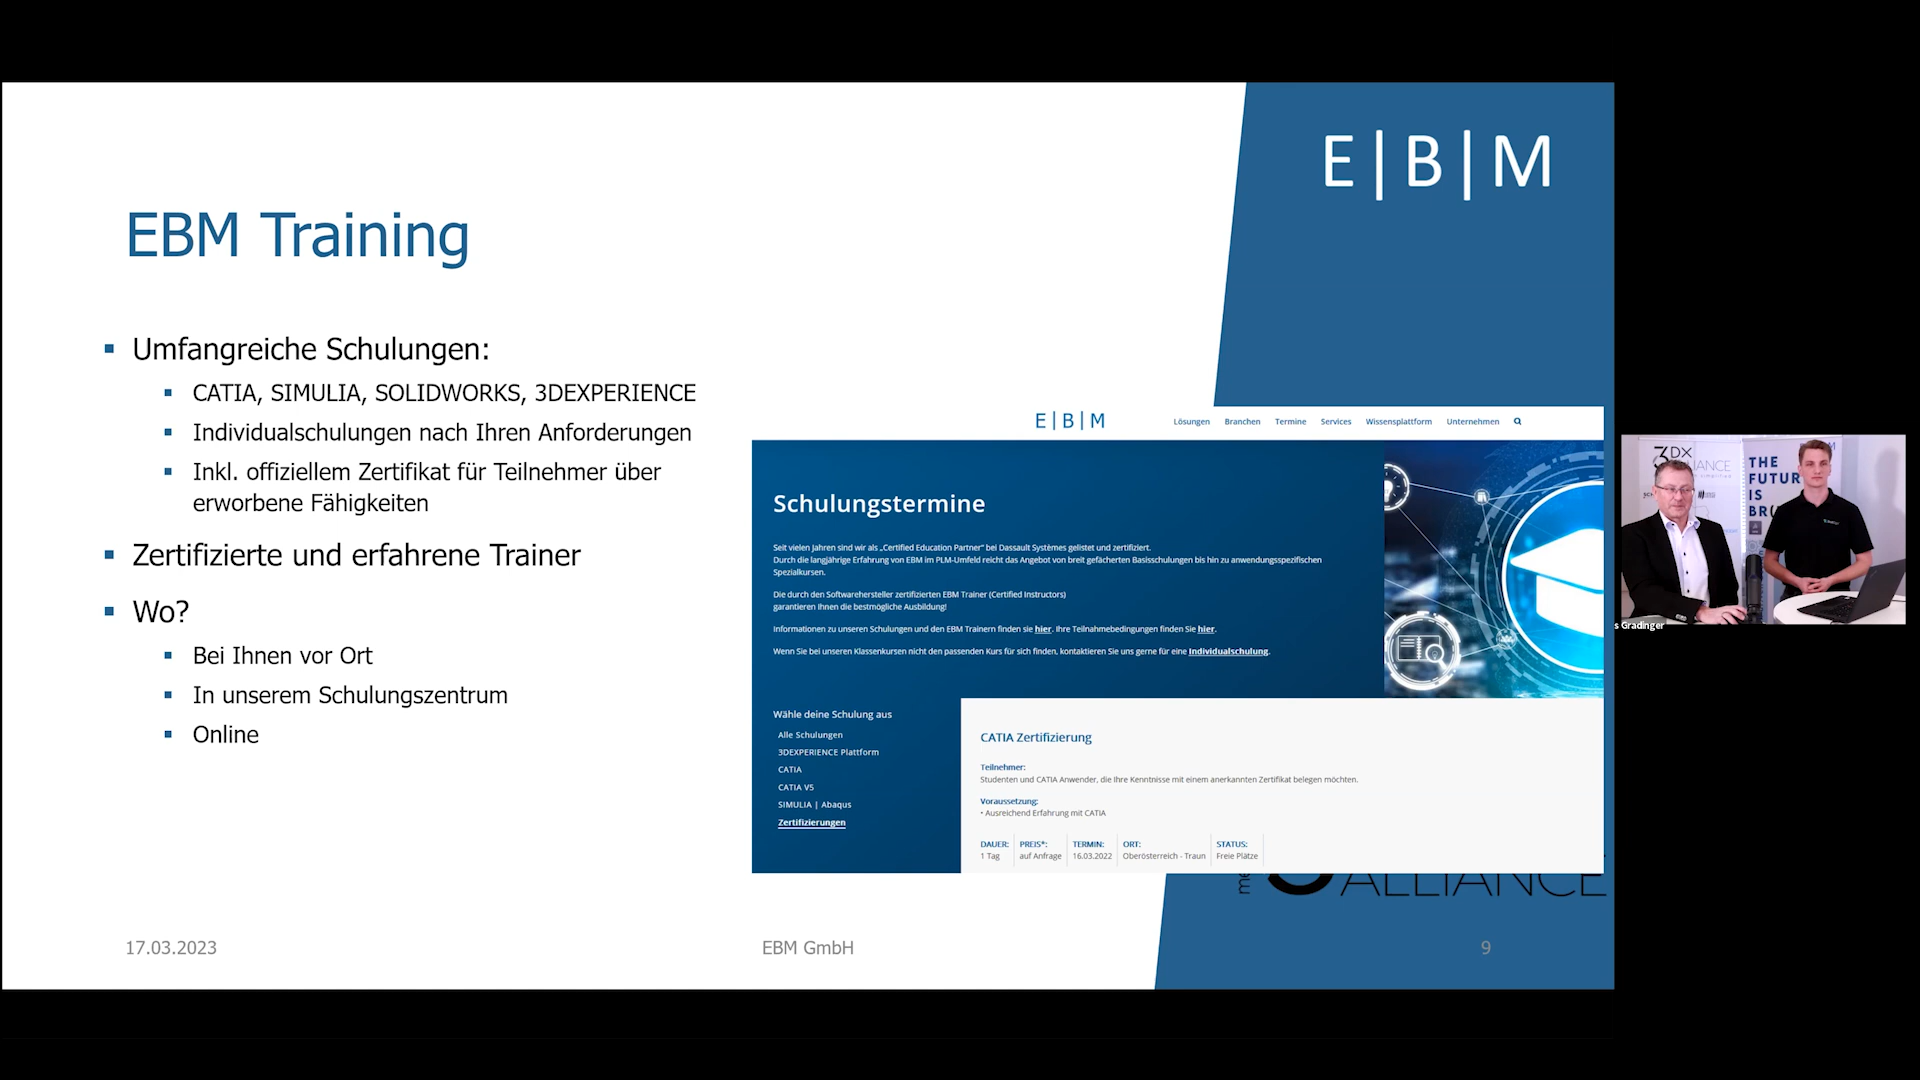 E|B|M
EBM Training
Umfangreiche Schulungen:
CATIA, SIMULIA, SOLIDWORKS, 3DEXPERIENCE
Individualschulungen nach Ihren Anforderungen
Inkl. offiziellem Zertifikat für Teilnehmer über
erworbene Fähigkeiten
Zertifizierte und erfahrene Trainer
Wo?
Bei Ihnen vor Ort
In unserem Schulungszentrum
Online
E|B|M
Lösungen Branchen Termine Services Wissensplattform Unternehmen
Schulungstermine
Seit vielen Jahren sind wir als „Certified Education Partner“ bei Dassault Systèmes gelistet und zertifiziert.
Durch die langjährige Erfahrung von EBM im PLM-Umfeld reicht das Angebot von breit gefächerten Basisschulungen bis hin zu anwendungsspezifischen
Spezialkursen.
Die durch den Softwarehersteller zertifizierten EBM Trainer (Certified Instructors)
garantieren Ihnen die bestmögliche Ausbildung!
Informationen zu unseren Schulungen und den EBM Trainern finden sie hier. Ihre Teilnahmebedingungen finden Sie hier.
Wenn Sie bei unseren Klassenkursen nicht den passenden Kurs für sich finden, kontaktieren Sie uns gerne für eine Individualschulung.
Wähle deine Schulung aus
Alle Schulungen
3DEXPERIENCE Plattform
CATIA
CATIA V5
SIMULIA | Abaqus
Zertifizierungen
CATIA Zertifizierung
Teilnehmer:
Studenten und CATIA Anwender, die Ihre Kenntnisse mit einem anerkannten Zertifikat belegen möchten.
Voraussetzung:
• Ausreichend Erfahrung mit CATIA
DAUER: PREIS*: TERMIN: ORT: STATUS:
1 Tag auf Anfrage 16.03.2022 Oberösterreich - Traun Freie Plätze
me 3 ALLIANCE
17.03.2023 EBM GmbH 9
3DX
LIANCE
THE
FUTUR
IS
BR
s Gradinger